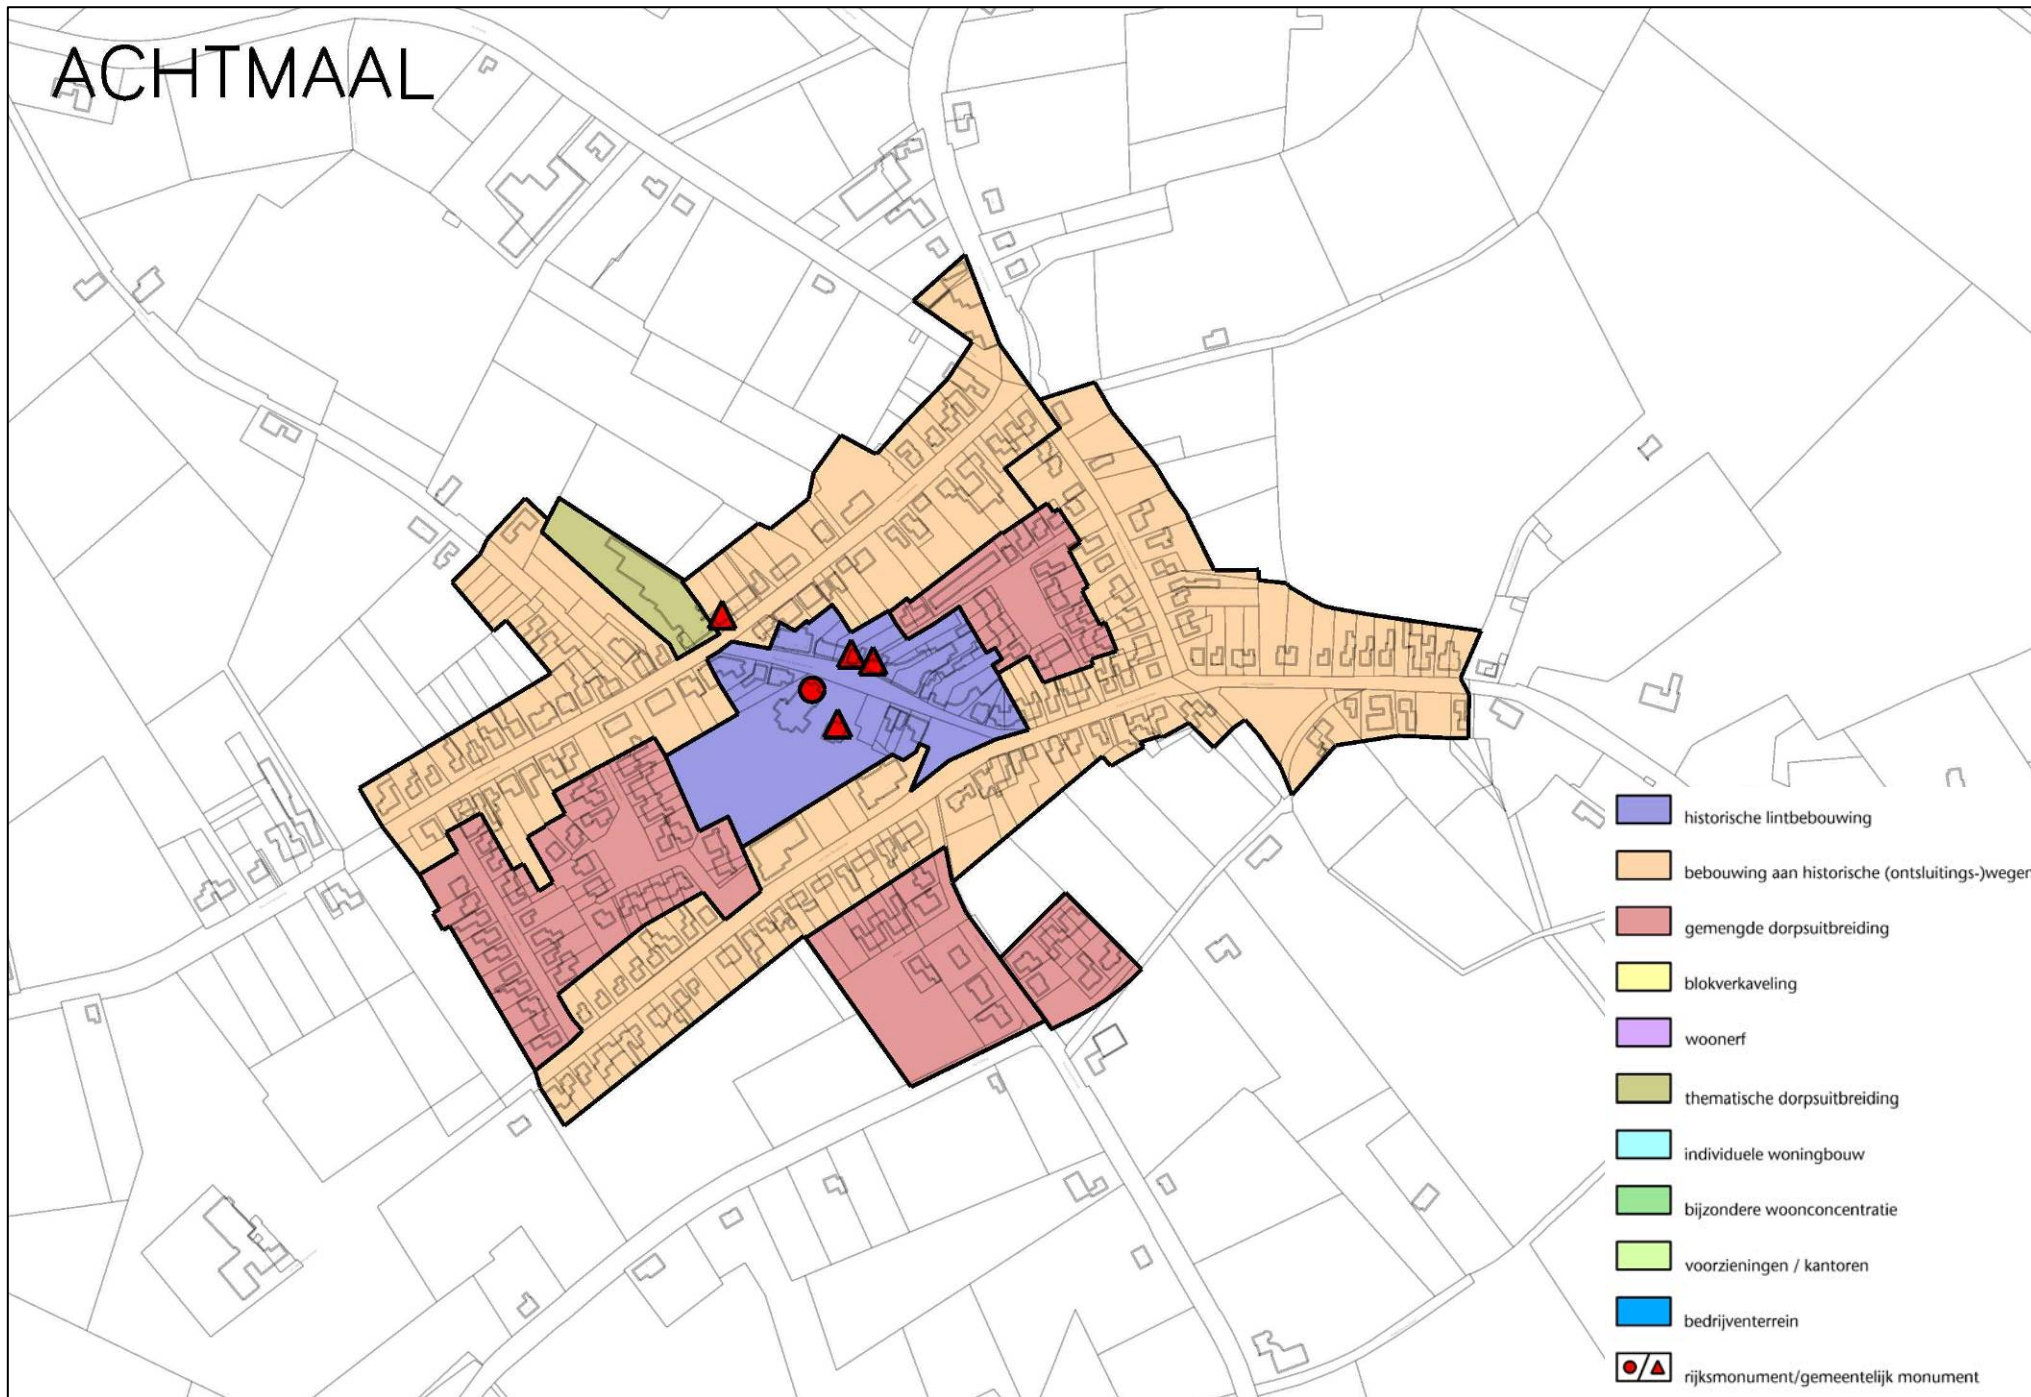 ACHTMAAL
historische lintbebouwing
bebouwing aan historische (ontsluitings-)wegen
gemengde dorpsuitbreiding
blokverkaveling
woonerf
thematische dorpsuitbreiding
individuele woningbouw
bijzondere woonconcentratie
voorzieningen / kantoren
bedrijventerrein
rijksmonument/gemeentelijk monument